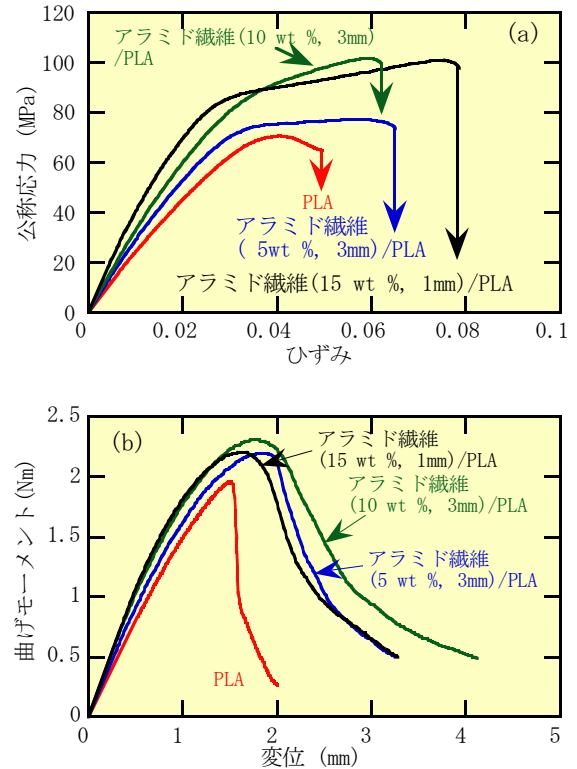 120
100
80
60
40
20
0
公称応力 (MPa)
(a)
アラミド繊維(10 wt %, 3mm)
/PLA
PLA
アラミド繊維
( 5wt %, 3mm)/PLA
アラミド繊維(15 wt %, 1mm)/PLA
0 0.02 0.04 0.06 0.08 0.1
ひずみ
2.5
2
1.5
1
0.5
0
曲げモーメント(Nm)
(b)
アラミド繊維
(15 wt %, 1mm)/PLA
アラミド繊維
(10 wt %, 3mm)/PLA
アラミド繊維
(5 wt %, 3mm)/PLA
PLA
0 1 2 3 4 5
変位 (mm)